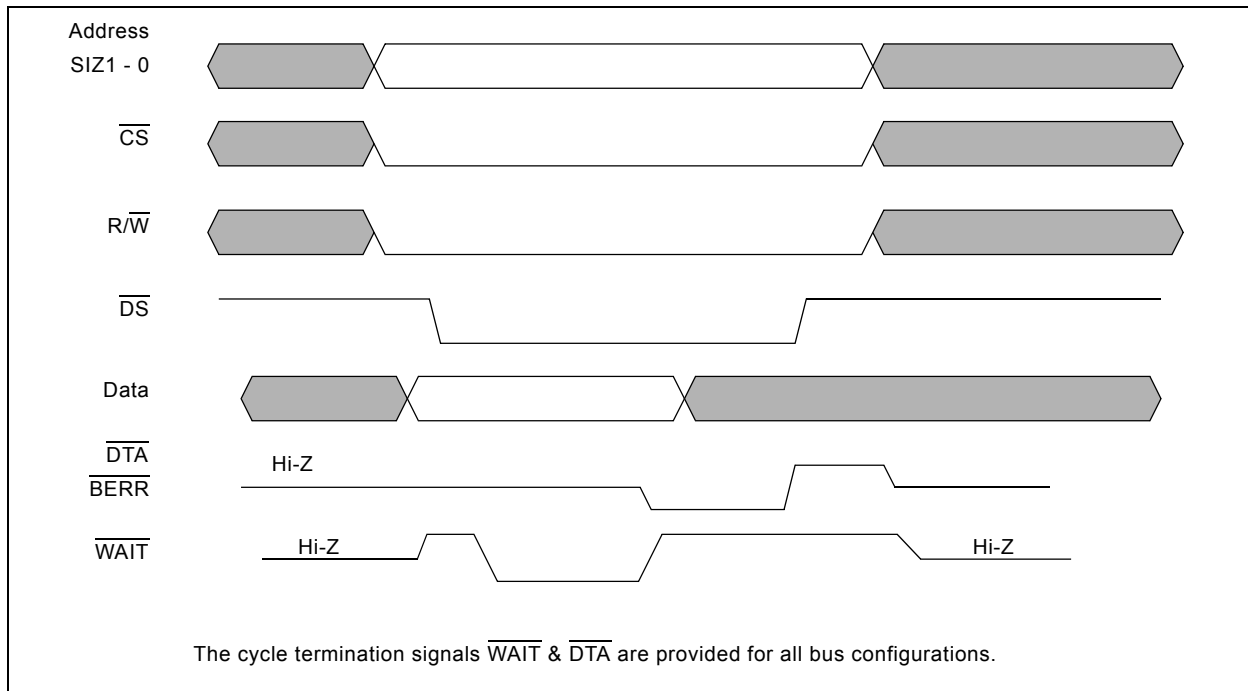 Address
SIZ1 - 0
CS
R/W
DS
Data
DTA
Hi-Z
BERR
WAIT
Hi-Z
Hi-Z
The cycle termination signals WAIT & DTA are provided for all bus configurations.